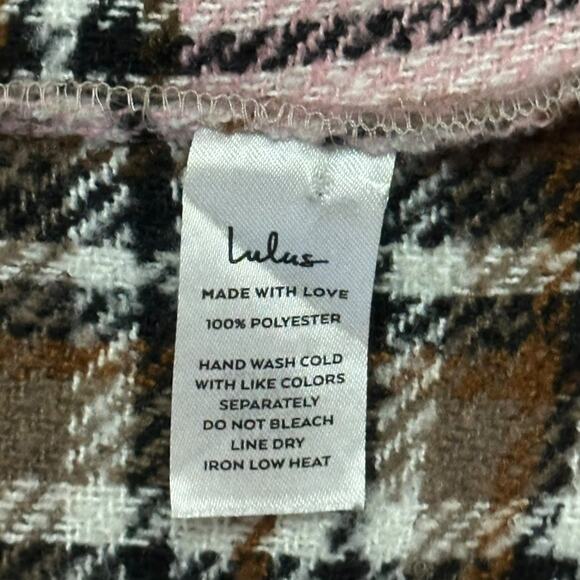 Lulus
MADE WITH LOVE
100% POLYESTER
HAND WASH COLD
WITH LIKE COLORS
SEPARATELY
DO NOT BLEACH
LINE DRY
IRON LOW HEAT